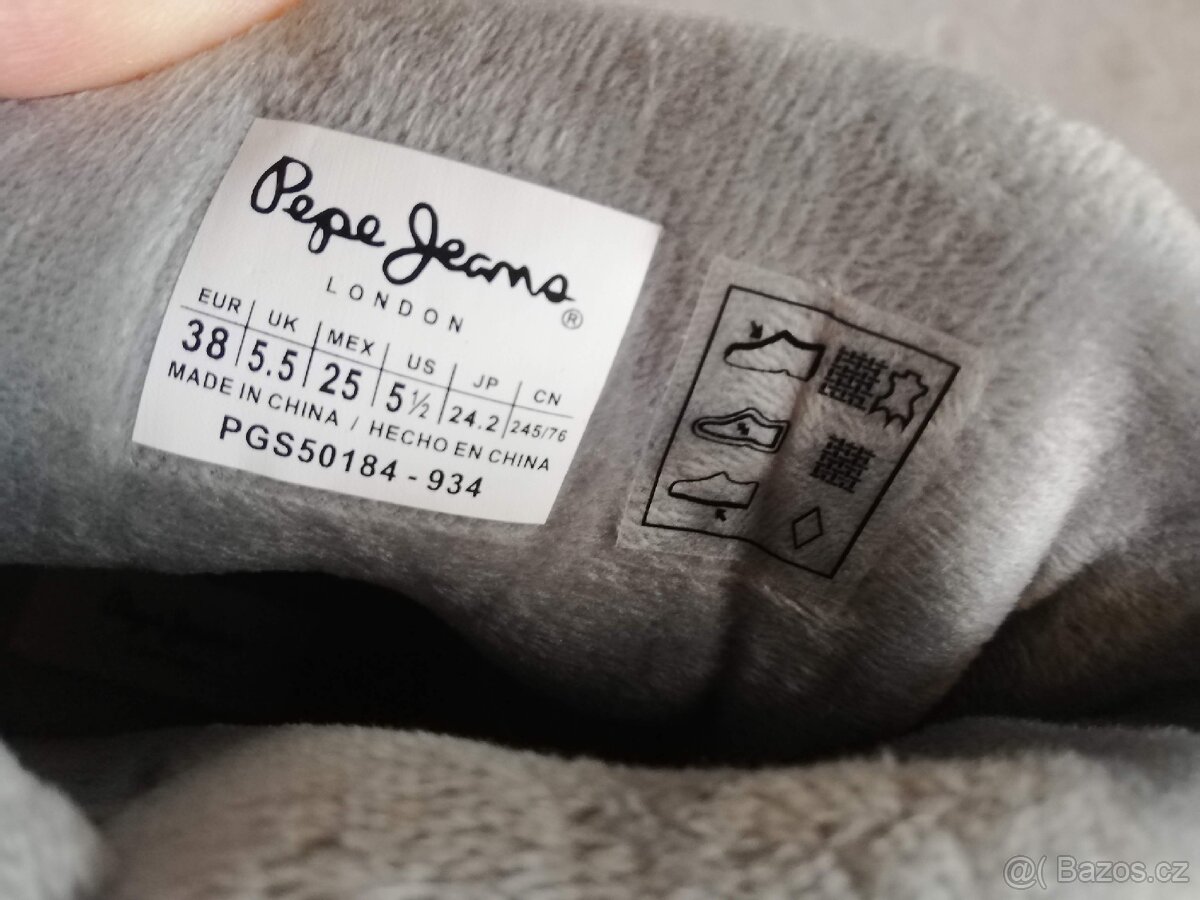 Pepe Jeans
LONDON ®
EUR UK MEX US JP CN
38 5.5 25 5½ 24.2 245/76
MADE IN CHINA / HECHO EN CHINA
PGS50184 - 934
@( Bazos.cz